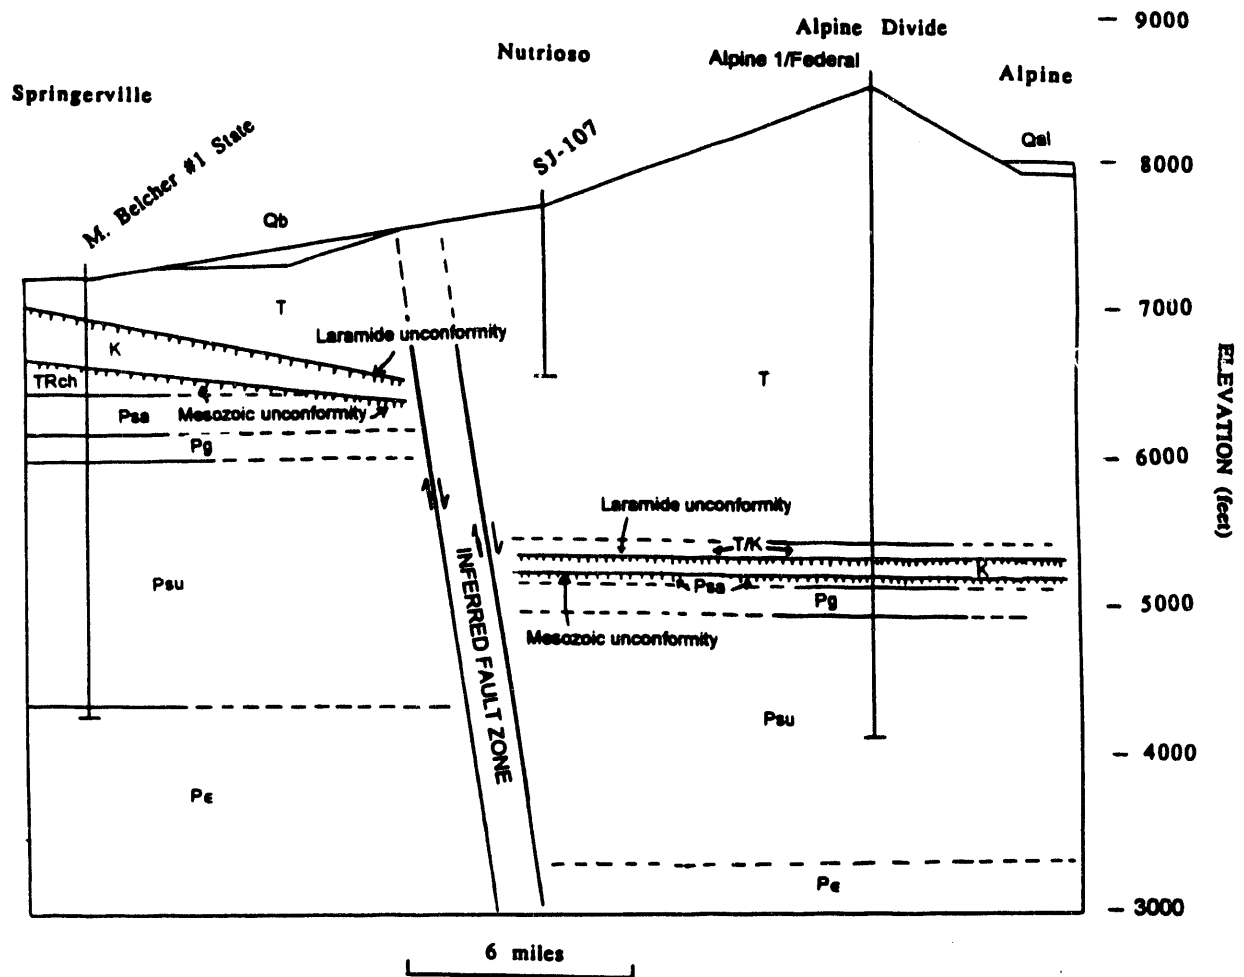 Springerville
Nutrioso
Alpine Divide
Alpine 1/Federal
Alpine
M. Belcher #1 State
SJ-107
Qb
Qal
T
Laramide unconformity
K
TRch
Mesozoic unconformity
Psa
Pg
Psu
Pϵ
INFERRED FAULT ZONE
T
Laramide unconformity
T/K
K
Psa
Pg
Mesozoic unconformity
Psu
Pϵ
9000
8000
7000
6000
5000
4000
3000
ELEVATION (feet)
6 miles